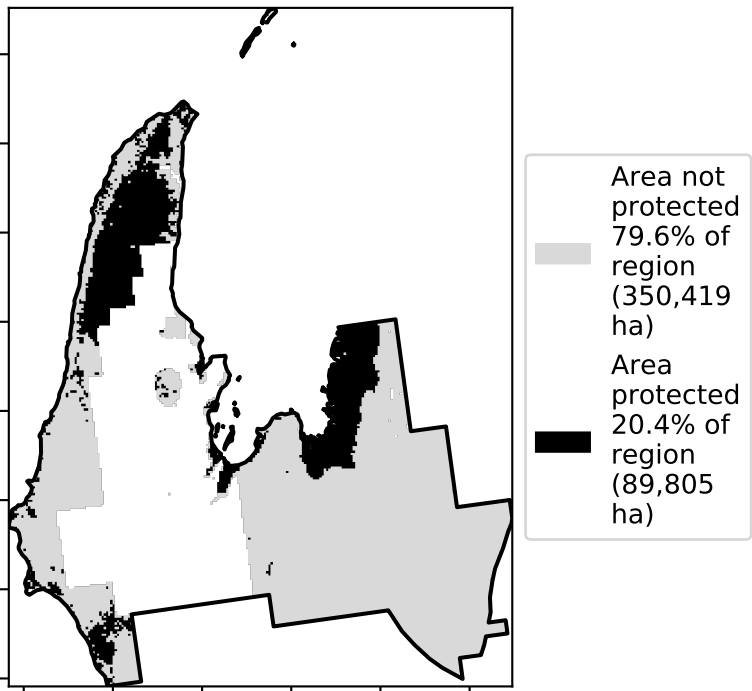 Area not
protected
79.6% of
region
(350,419
ha)
Area
protected
20.4% of
region
(89,805
ha)